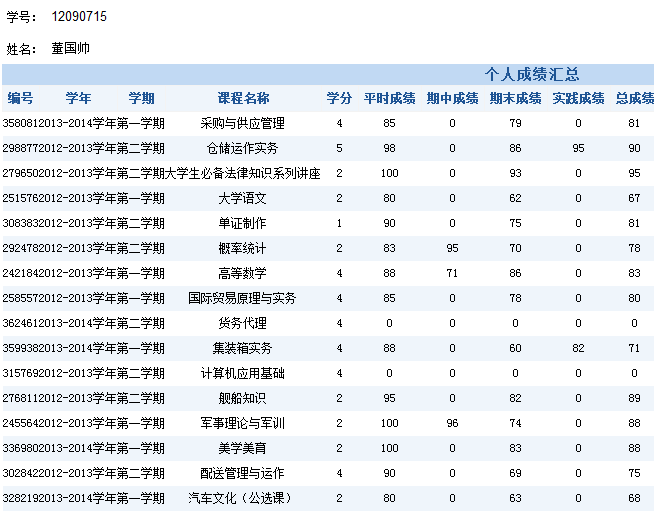 学号： 12090715
姓名： 董国帅
个人成绩汇总
编号 学年 学期 课程名称 学分 平时成绩 期中成绩 期末成绩 实践成绩 总成绩
358081 2013-2014学年 第一学期 采购与供应管理 4 85 0 79 0 81
298877 2013-2014学年 第二学期 仓储运作实务 5 98 0 86 95 90
279650 2013-2014学年 第二学期 大学生必备法律知识系列讲座 2 100 0 93 0 95
251576 2012-2013学年 第一学期 大学语文 2 80 0 62 0 67
308383 2012-2013学年 第二学期 单证制作 1 90 0 75 0 81
292478 2012-2013学年 第二学期 概率统计 2 83 95 70 0 78
242184 2012-2013学年 第一学期 高等数学 4 88 71 86 0 83
258557 2012-2013学年 第一学期 国际贸易原理与实务 4 85 0 78 0 80
362461 2013-2014学年 第二学期 货务代理 4 0 0 0 0 0
359938 2013-2014学年 第一学期 集装箱实务 4 88 0 60 82 71
315769 2012-2013学年 第二学期 计算机应用基础 4 0 0 0 0 0
276811 2012-2013学年 第二学期 舰船知识 2 95 0 82 0 89
245564 2012-2013学年 第一学期 军事理论与军训 2 100 96 74 0 88
336980 2013-2014学年 第一学期 美学美育 2 100 0 83 0 88
302842 2012-2013学年 第二学期 配送管理与运作 4 90 0 69 0 75
328219 2013-2014学年 第一学期 汽车文化（公选课） 2 80 0 63 0 68